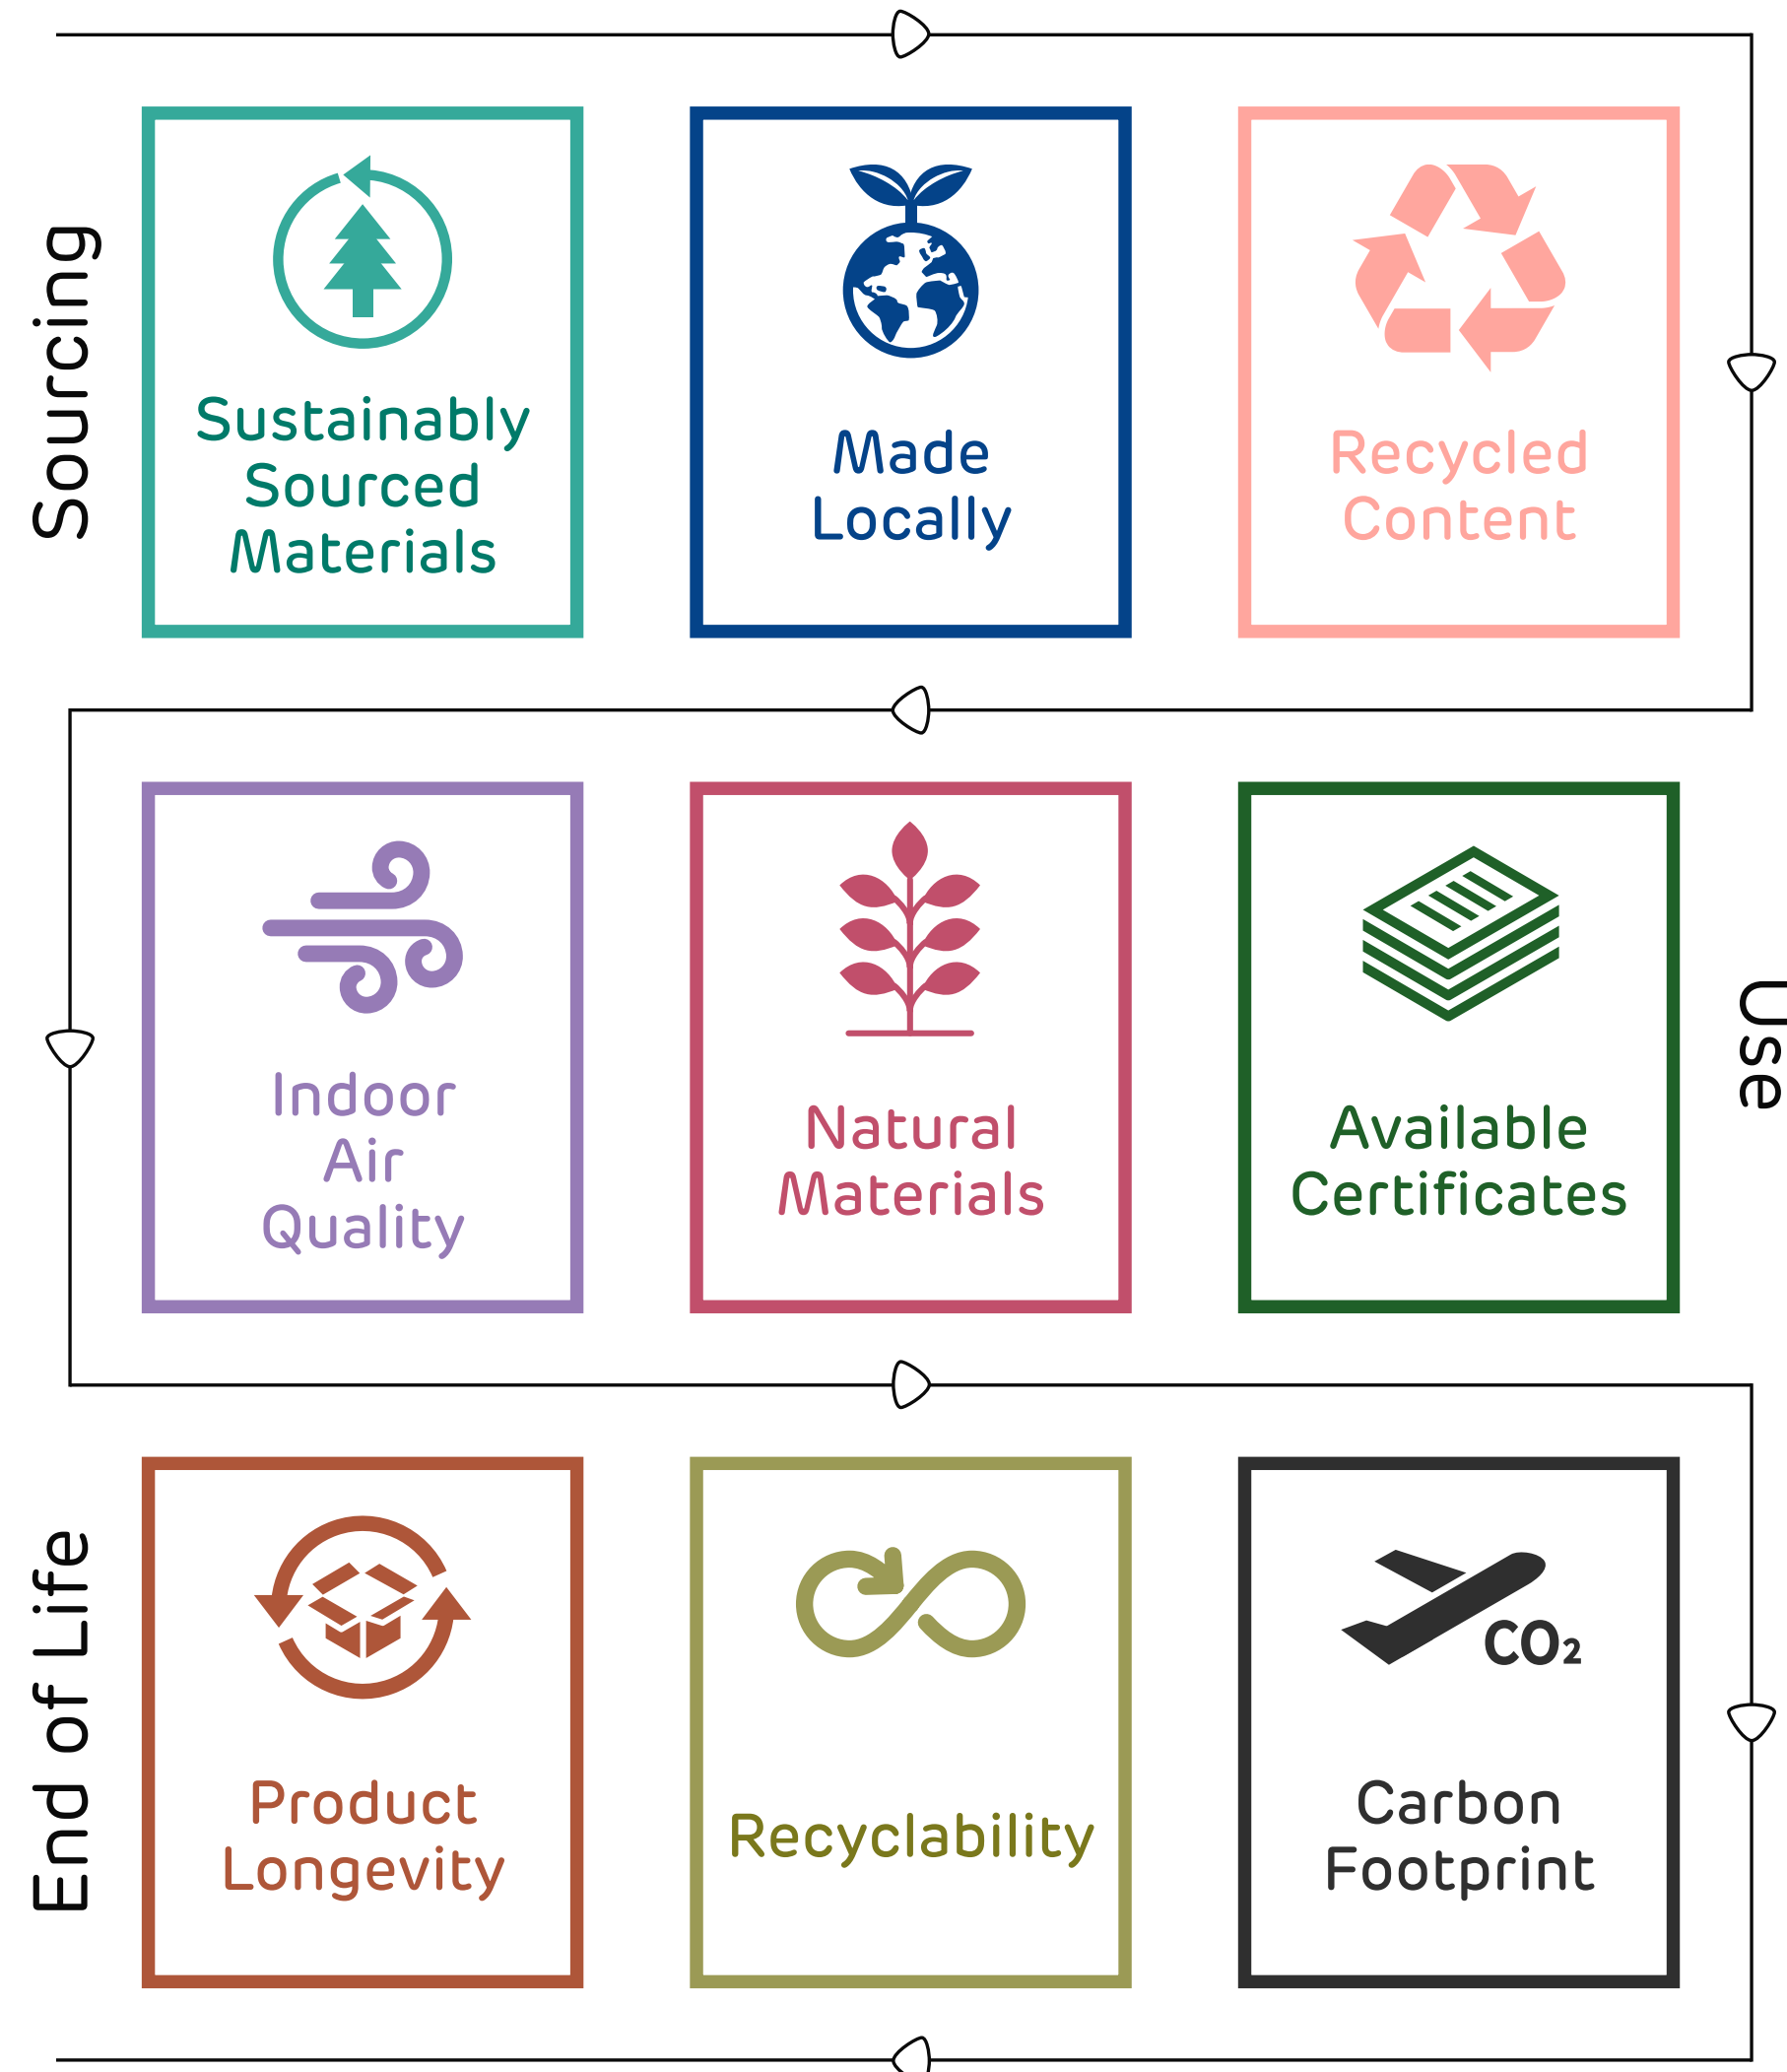 Sourcing
Sustainably
Sourced
Materials
Made
Locally
Recycled
Content
Indoor
Air
Quality
Natural
Materials
Available
Certificates
Use
End of Life
Product
Longevity
Recyclability
CO₂
Carbon
Footprint